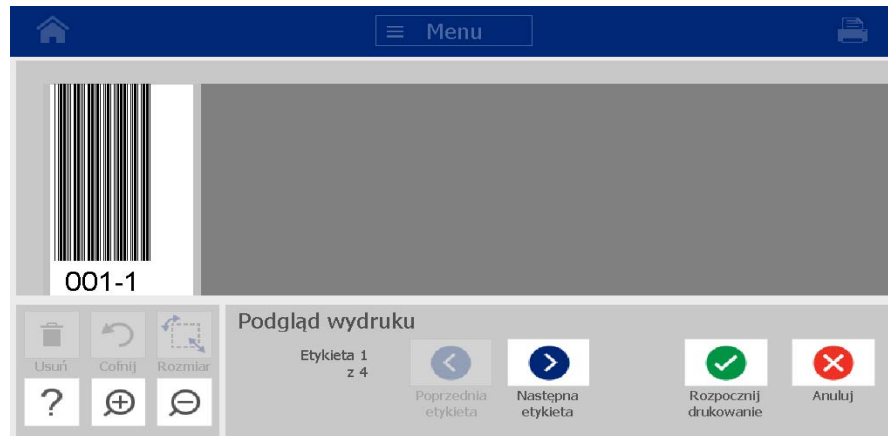 Menu
001-1
Usuń
Cofnij
Rozmiar
Podgląd wydruku
Etykieta 1
z 4
Poprzednia
etykieta
Następna
etykieta
Rozpocznij
drukowanie
Anuluj
?